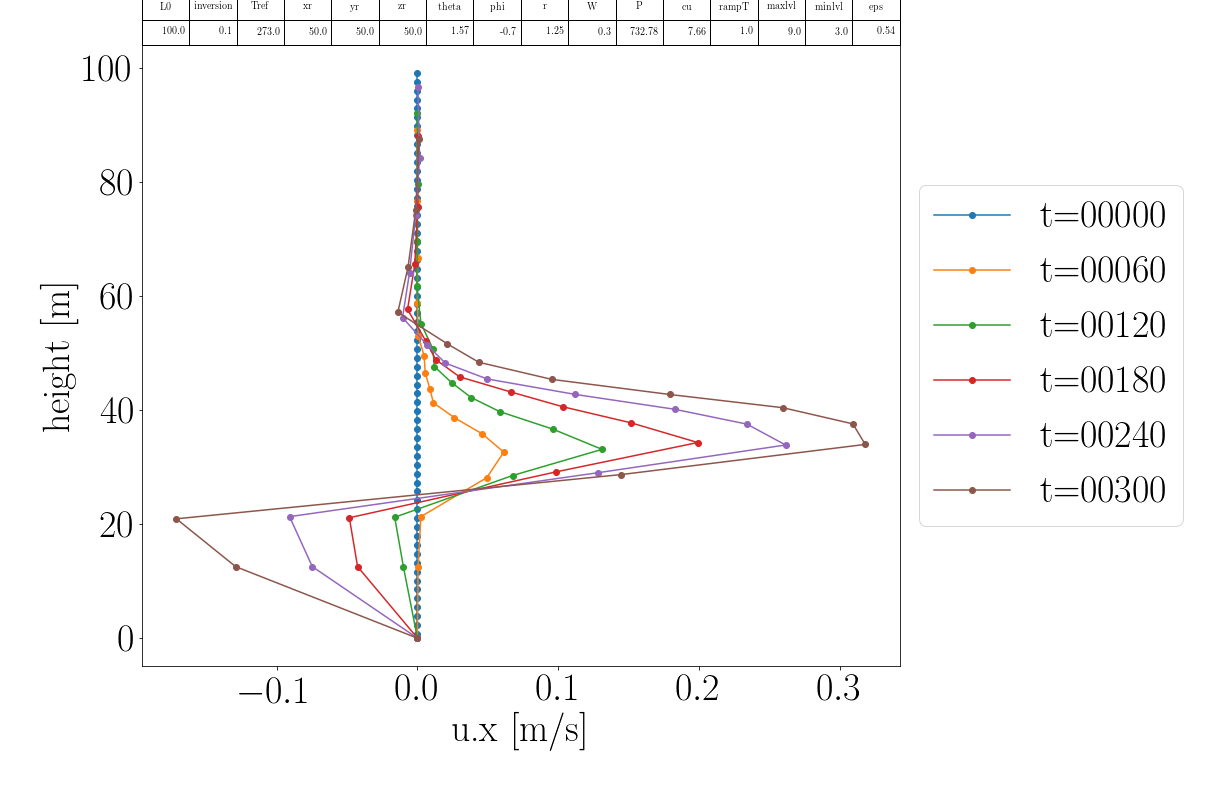 L0 inversion Tref xr yr zr theta phi r W P cu rampT maxlvl minlvl eps
100.0 0.1 273.0 50.0 50.0 50.0 1.57 -0.7 1.25 0.3 732.78 7.66 1.0 9.0 3.0 0.54
100
80
60
40
20
0
height [m]
−0.1 0.0 0.1 0.2 0.3
u.x [m/s]
t=00000
t=00060
t=00120
t=00180
t=00240
t=00300